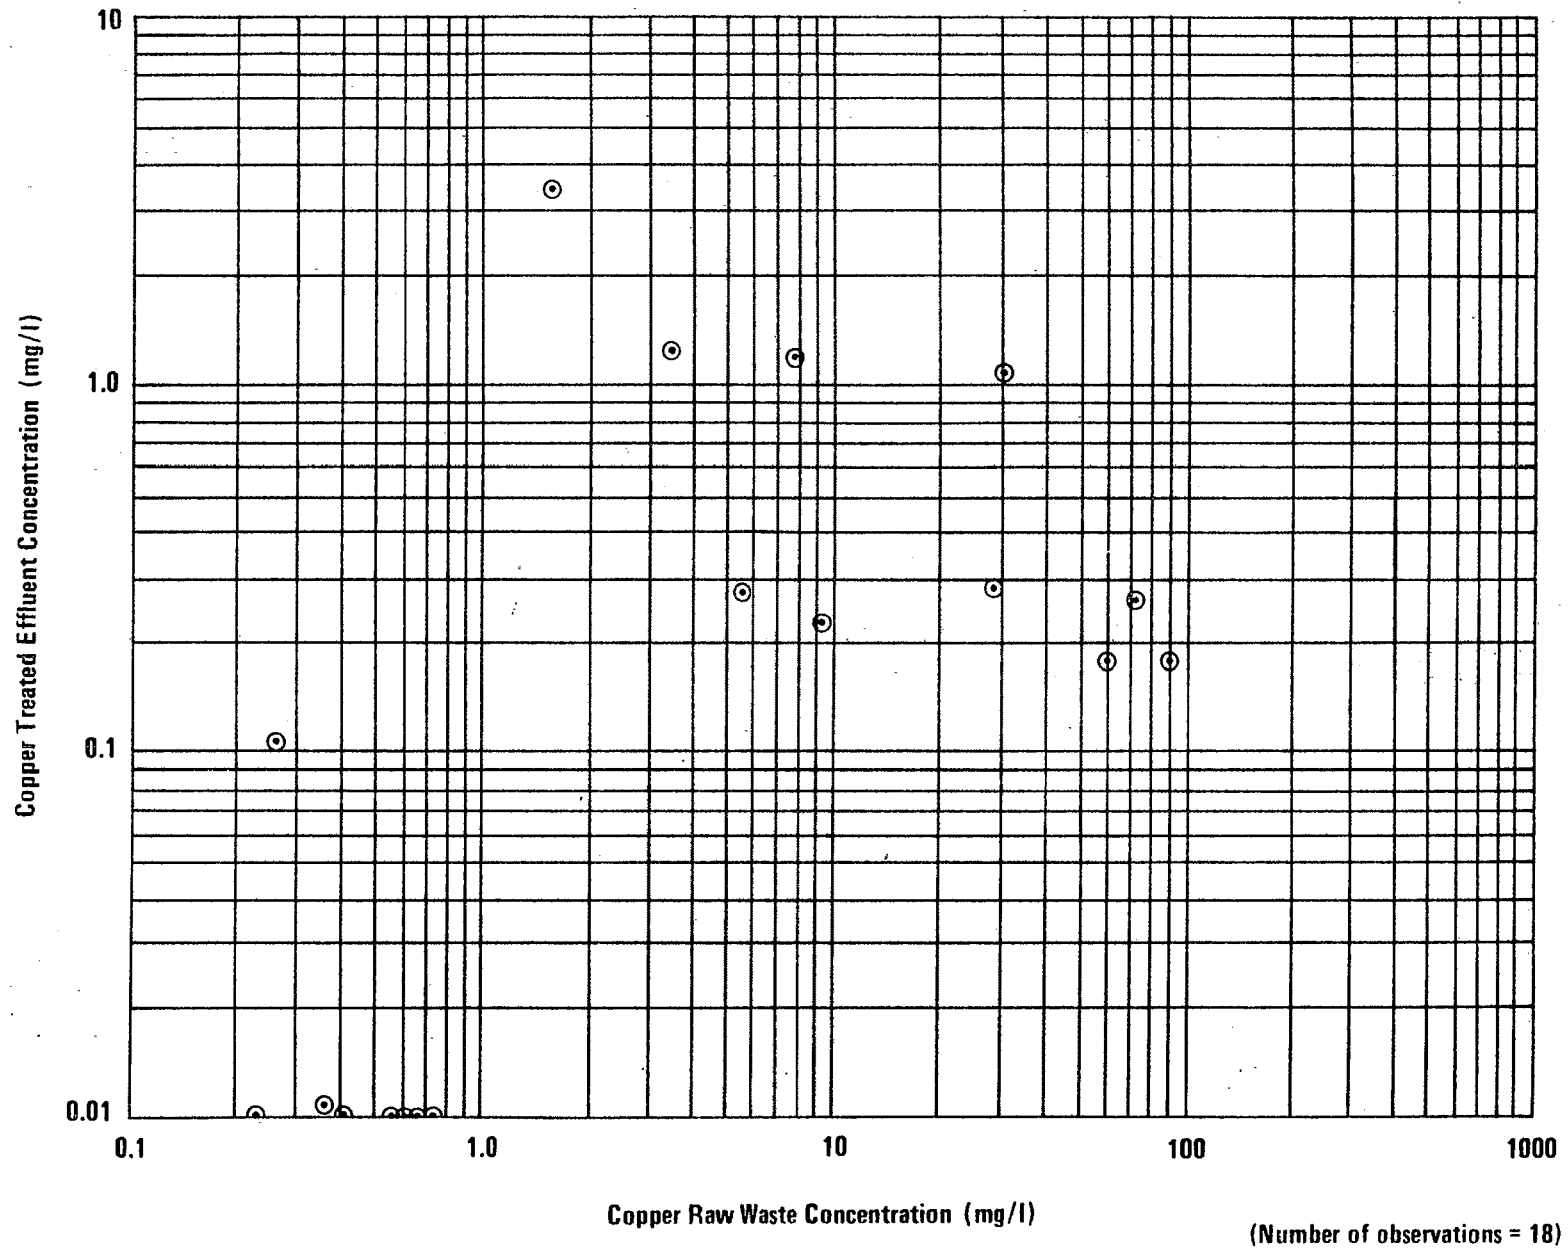 10
1.0
0.1
0.01
Copper Treated Effluent Concentration (mg/l)
0.1 1.0 10 100 1000
Copper Raw Waste Concentration (mg/l)
(Number of observations = 18)